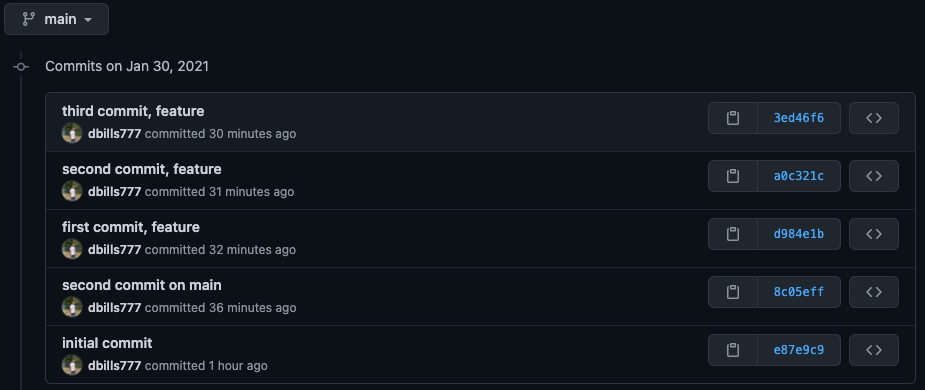 main
Commits on Jan 30, 2021
third commit, feature
3ed46f6
dbills777 committed 30 minutes ago
second commit, feature
a0c321c
dbills777 committed 31 minutes ago
first commit, feature
d984e1b
dbills777 committed 32 minutes ago
second commit on main
8c05eff
dbills777 committed 36 minutes ago
initial commit
e87e9c9
dbills777 committed 1 hour ago